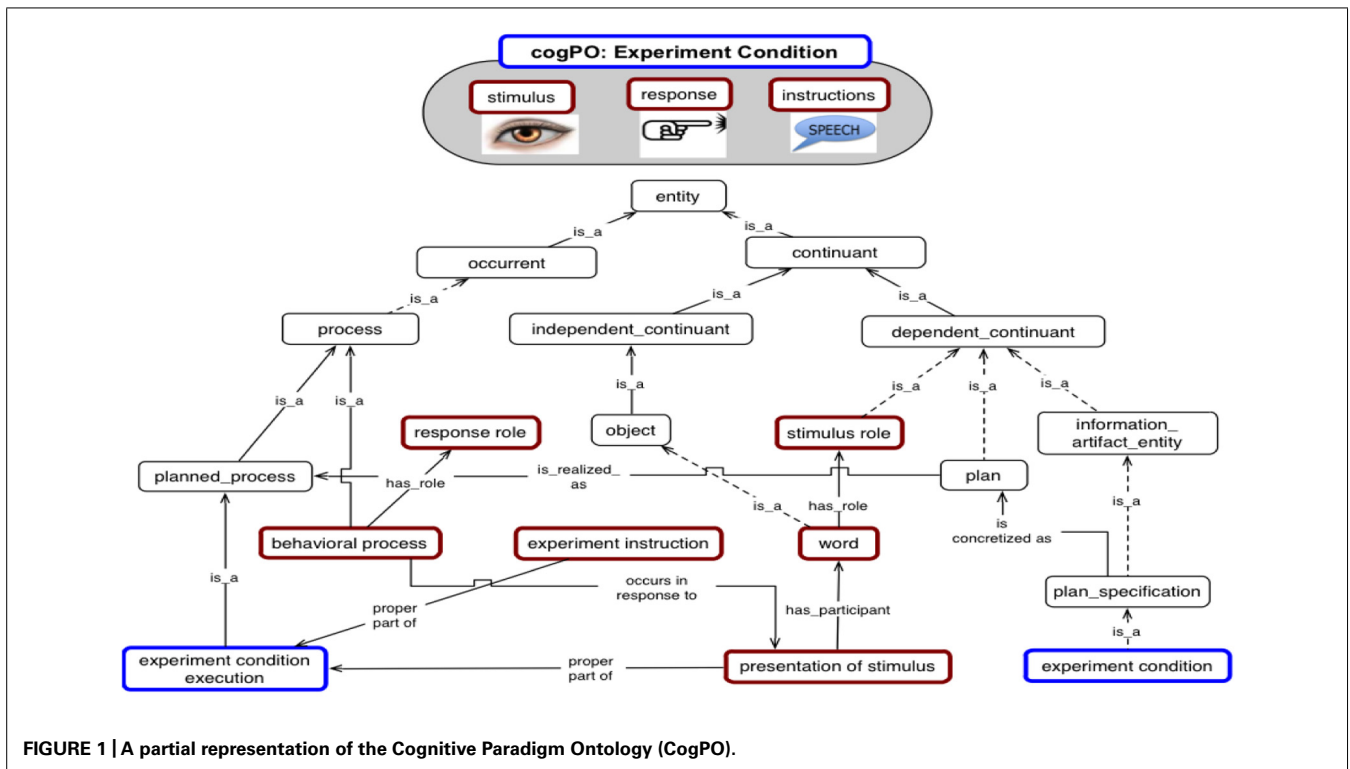 cogPO: Experiment Condition
stimulus
response
instructions
SPEECH
entity
is_a
is_a
occurrent
continuant
is_a
is_a
is_a
process
independent_continuant
dependent_continuant
is_a
is_a
is_a
is_a
is_a
is_a
response role
object
stimulus role
information_
artifact_entity
planned_process
has_role
is_realized_
as
plan
is_a
has_role
is_a
is
concretized as
behavioral process
experiment instruction
word
is_a
proper
part of
occurs in
response to
has_participant
plan_specification
is_a
experiment condition
execution
proper
part of
presentation of stimulus
experiment condition
FIGURE 1 | A partial representation of the Cognitive Paradigm Ontology (CogPO).